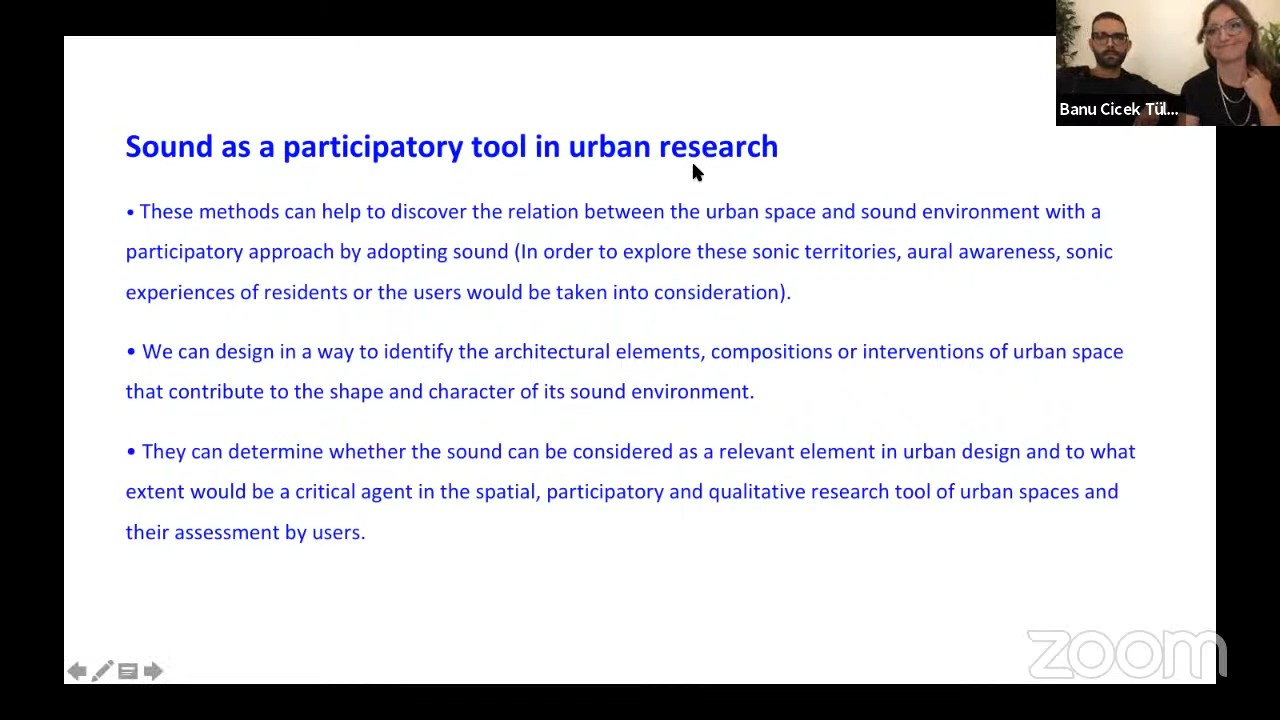 Banu Cicek Tül...
Sound as a participatory tool in urban research
• These methods can help to discover the relation between the urban space and sound environment with a
participatory approach by adopting sound (In order to explore these sonic territories, aural awareness, sonic
experiences of residents or the users would be taken into consideration).
• We can design in a way to identify the architectural elements, compositions or interventions of urban space
that contribute to the shape and character of its sound environment.
• They can determine whether the sound can be considered as a relevant element in urban design and to what
extent would be a critical agent in the spatial, participatory and qualitative research tool of urban spaces and
their assessment by users.
zoom